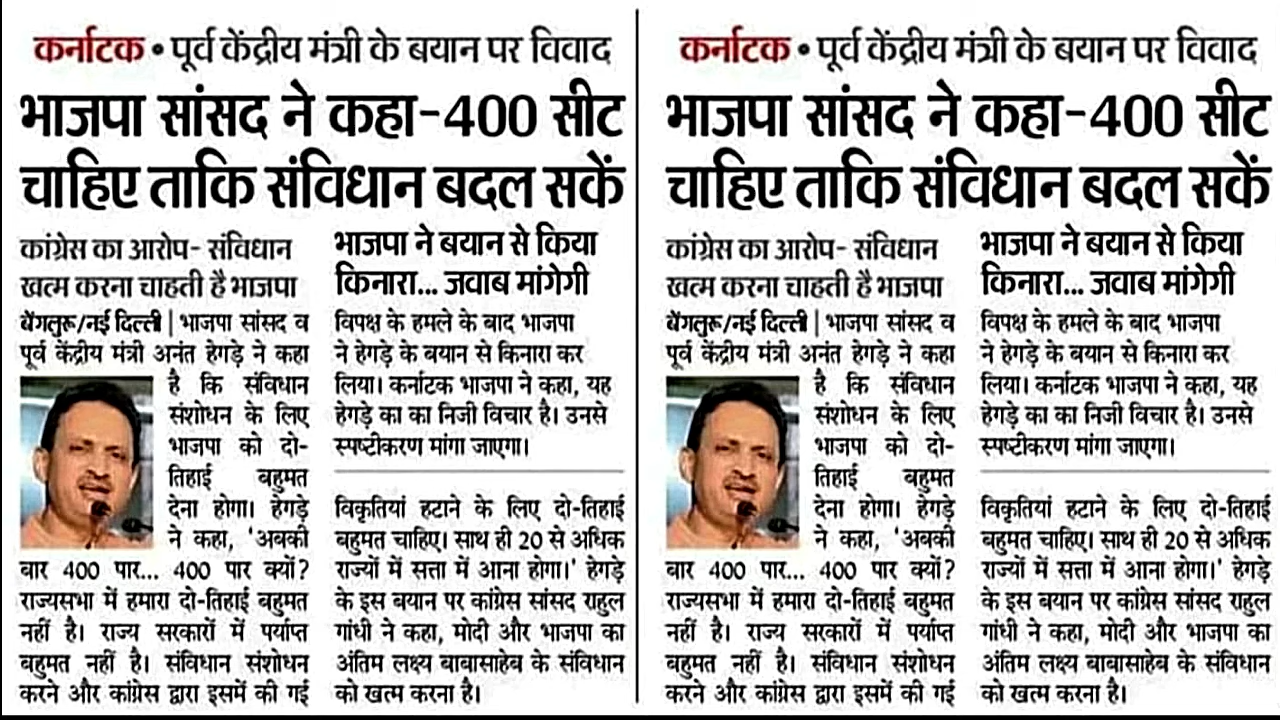 कर्नाटक • पूर्व केंद्रीय मंत्री के बयान पर विवाद
भाजपा सांसद ने कहा-400 सीट
चाहिए ताकि संविधान बदल सकें
कांग्रेस का आरोप- संविधान
खत्म करना चाहती है भाजपा
बेंगलुरू/नई दिल्ली | भाजपा सांसद व
पूर्व केंद्रीय मंत्री अनंत हेगड़े ने कहा
है कि संविधान
संशोधन के लिए
भाजपा को दो-
तिहाई बहुमत
देना होगा। हेगड़े
ने कहा, 'अबकी
बार 400 पार... 400 पार क्यों?
राज्यसभा में हमारा दो-तिहाई बहुमत
नहीं है। राज्य सरकारों में पर्याप्त
बहुमत नहीं है। संविधान संशोधन
करने और कांग्रेस द्वारा इसमें की गई
भाजपा ने बयान से किया
किनारा... जवाब मांगेगी
विपक्ष के हमले के बाद भाजपा
ने हेगड़े के बयान से किनारा कर
लिया। कर्नाटक भाजपा ने कहा, यह
हेगड़े का का निजी विचार है। उनसे
स्पष्टीकरण मांगा जाएगा।
विकृतियां हटाने के लिए दो-तिहाई
बहुमत चाहिए। साथ ही 20 से अधिक
राज्यों में सत्ता में आना होगा।' हेगड़े
के इस बयान पर कांग्रेस सांसद राहुल
गांधी ने कहा, मोदी और भाजपा का
अंतिम लक्ष्य बाबासाहेब के संविधान
को खत्म करना है।
कर्नाटक • पूर्व केंद्रीय मंत्री के बयान पर विवाद
भाजपा सांसद ने कहा-400 सीट
चाहिए ताकि संविधान बदल सकें
कांग्रेस का आरोप- संविधान
खत्म करना चाहती है भाजपा
बेंगलुरू/नई दिल्ली | भाजपा सांसद व
पूर्व केंद्रीय मंत्री अनंत हेगड़े ने कहा
है कि संविधान
संशोधन के लिए
भाजपा को दो-
तिहाई बहुमत
देना होगा। हेगड़े
ने कहा, 'अबकी
बार 400 पार... 400 पार क्यों?
राज्यसभा में हमारा दो-तिहाई बहुमत
नहीं है। राज्य सरकारों में पर्याप्त
बहुमत नहीं है। संविधान संशोधन
करने और कांग्रेस द्वारा इसमें की गई
भाजपा ने बयान से किया
किनारा... जवाब मांगेगी
विपक्ष के हमले के बाद भाजपा
ने हेगड़े के बयान से किनारा कर
लिया। कर्नाटक भाजपा ने कहा, यह
हेगड़े का का निजी विचार है। उनसे
स्पष्टीकरण मांगा जाएगा।
विकृतियां हटाने के लिए दो-तिहाई
बहुमत चाहिए। साथ ही 20 से अधिक
राज्यों में सत्ता में आना होगा।' हेगड़े
के इस बयान पर कांग्रेस सांसद राहुल
गांधी ने कहा, मोदी और भाजपा का
अंतिम लक्ष्य बाबासाहेब के संविधान
को खत्म करना है।